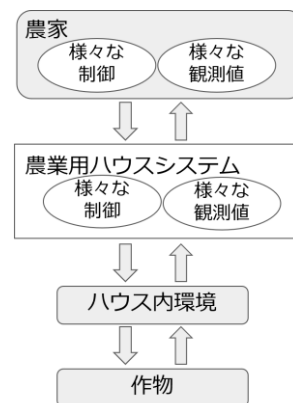 農家
様々な
制御
様々な
観測値
農業用ハウスシステム
様々な
制御
様々な
観測値
ハウス内環境
作物